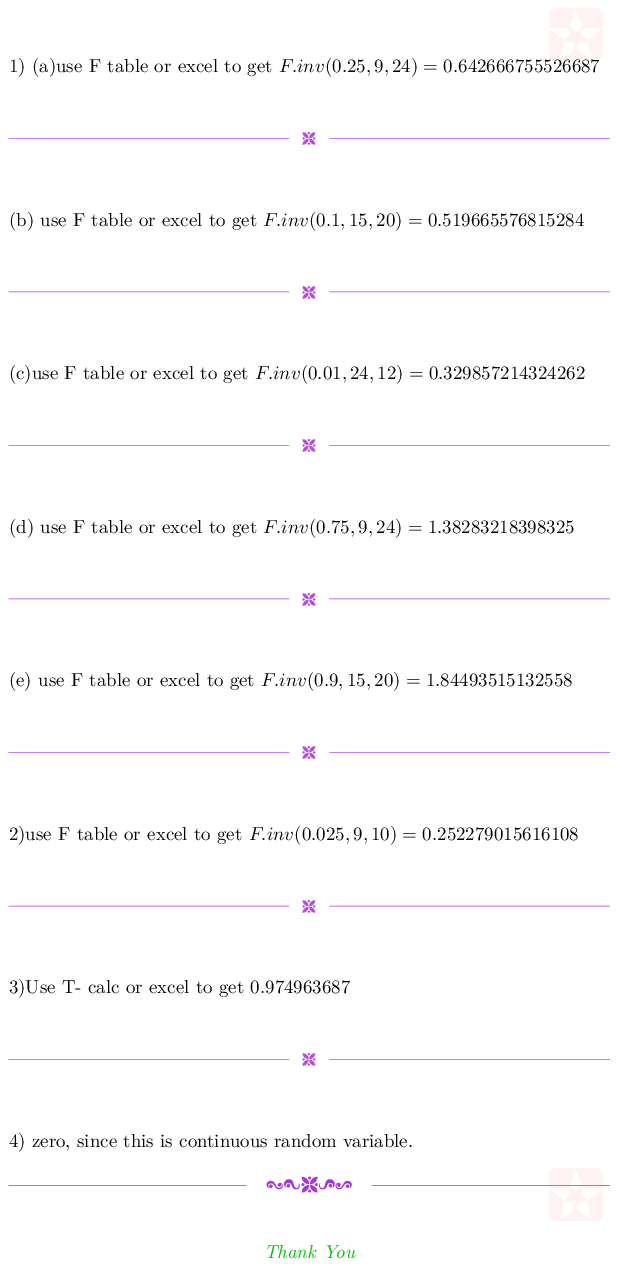 1) (a)use F table or excel to get F.inv(0.25, 9, 24) = 0.642666755526687
(b) use F table or excel to get F.inv(0.1, 15, 20) = 0.519665576815284
(c)use F table or excel to get F.inv(0.01, 24, 12) = 0.329857214324262
(d) use F table or excel to get F.inv(0.75, 9, 24) = 1.38283218398325
(e) use F table or excel to get F.inv(0.9, 15, 20) = 1.84493515132558
2)use F table or excel to get F.inv(0.025, 9, 10) = 0.252279015616108
3)Use T- calc or excel to get 0.974963687
4) zero, since this is continuous random variable.
Thank You